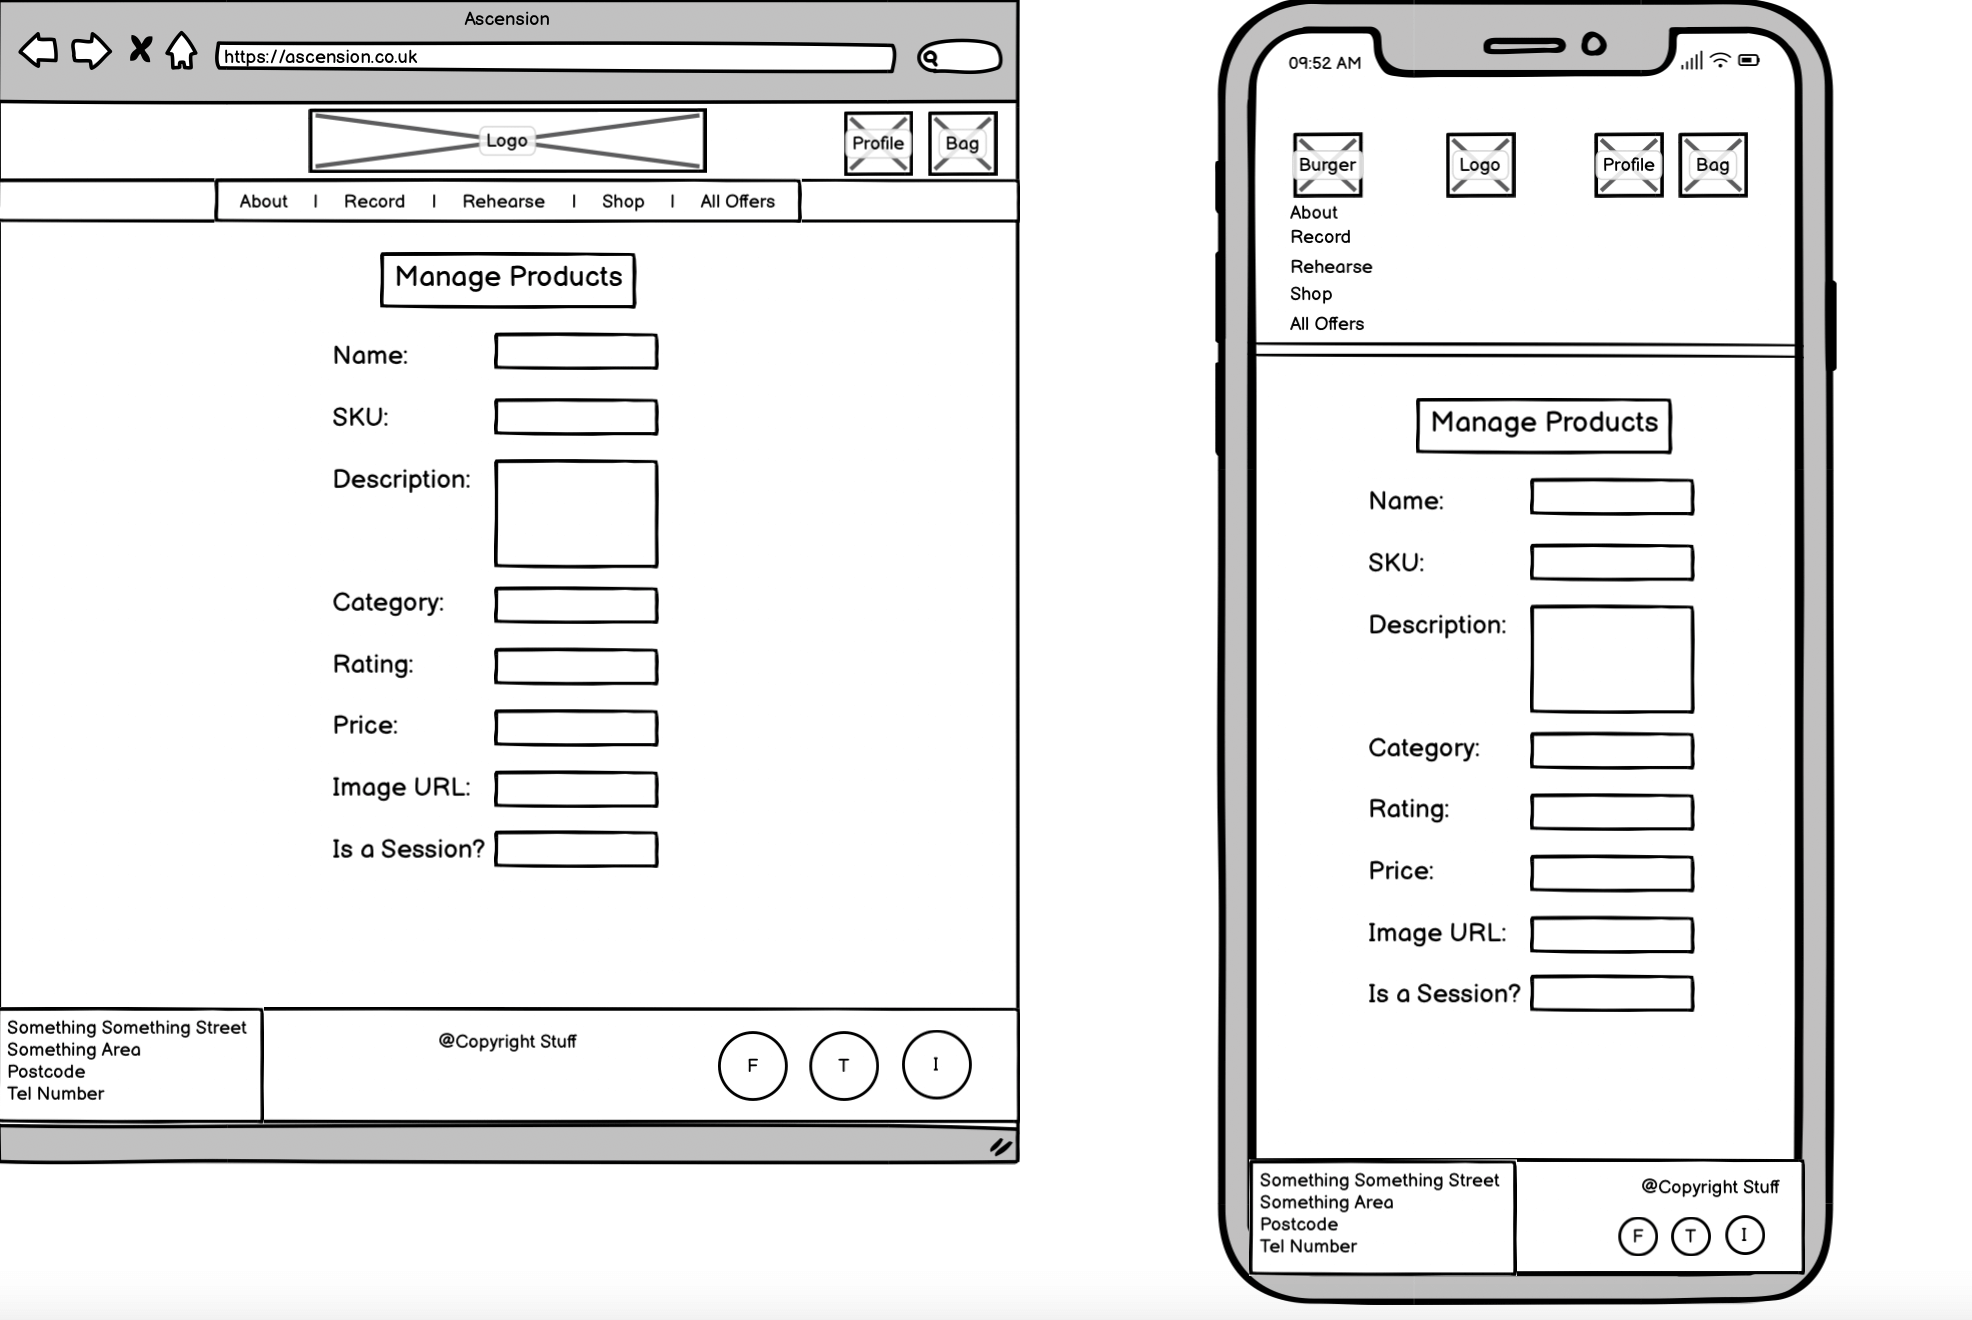 Ascension
https://ascension.co.uk
Logo
Profile
Bag
About | Record | Rehearse | Shop | All Offers
Manage Products
Name:
SKU:
Description:
Category:
Rating:
Price:
Image URL:
Is a Session?
Something Something Street
Something Area
Postcode
Tel Number
@Copyright Stuff
F
T
I
09:52 AM
Burger
Logo
Profile
Bag
About
Record
Rehearse
Shop
All Offers
Manage Products
Name:
SKU:
Description:
Category:
Rating:
Price:
Image URL:
Is a Session?
Something Something Street
Something Area
Postcode
Tel Number
@Copyright Stuff
F
T
I